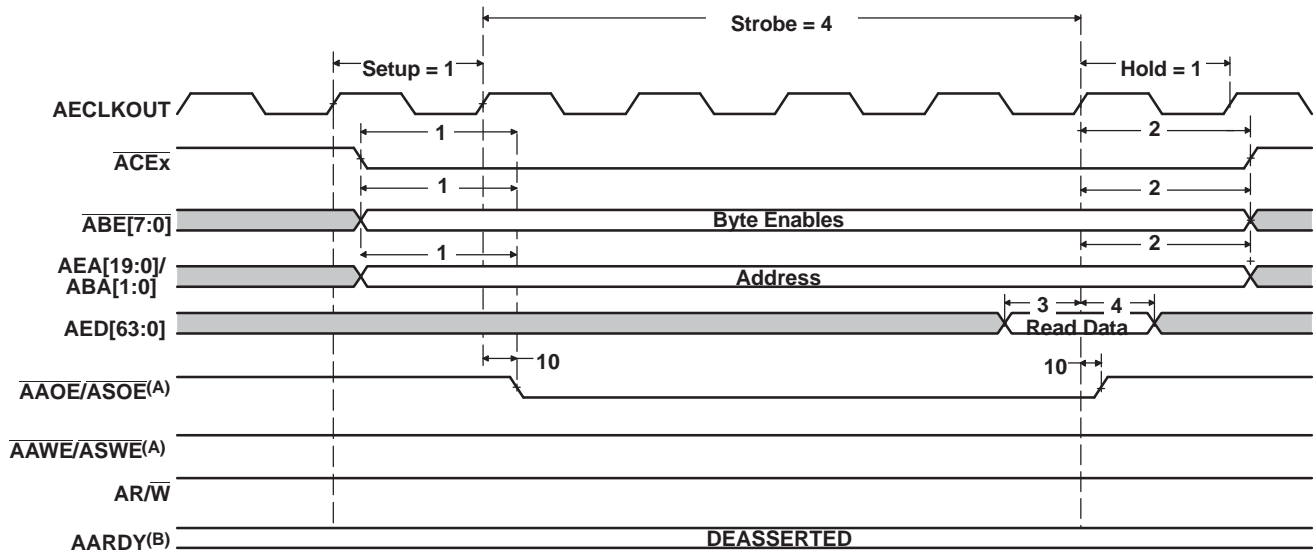 Strobe = 4
Setup = 1
Hold = 1
AECLKOUT
1
2
ACEx
1
2
ABE[7:0]
Byte Enables
1
2
AEA[19:0]/
ABA[1:0]
Address
3
4
AED[63:0]
Read Data
10
10
AAOE/ASOE(A)
AAWE/ASWE(A)
AR/W
AARDY(B)
DEASSERTED